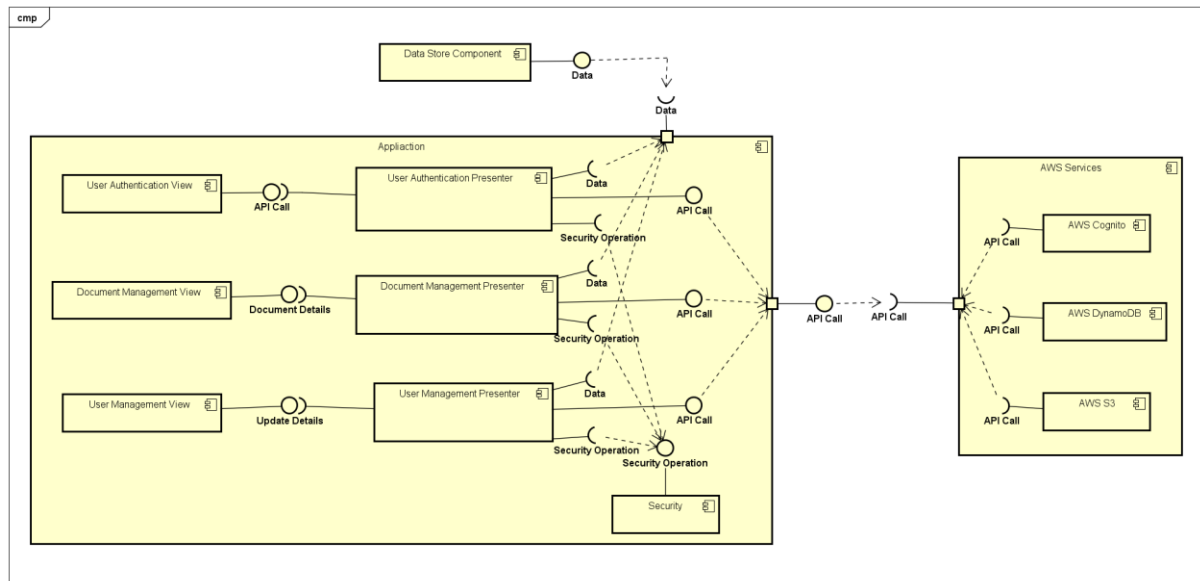 cmp
Data Store Component
Data
Data
Appliaction
User Authentication View
API Call
User Authentication Presenter
Data
API Call
Security Operation
Document Management View
Document Details
Document Management Presenter
Data
API Call
Security Operation
User Management View
Update Details
User Management Presenter
Data
API Call
Security Operation
Security Operation
Security
API Call
API Call
AWS Services
API Call
AWS Cognito
API Call
AWS DynamoDB
API Call
AWS S3